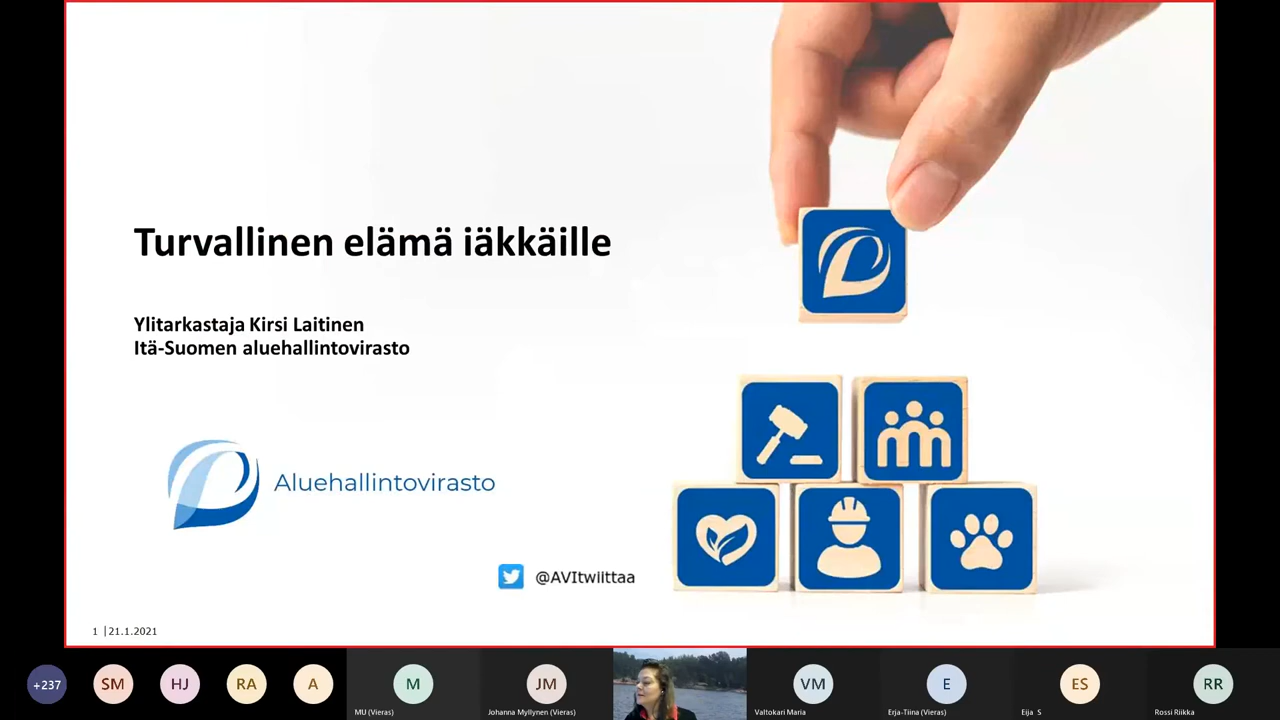 Turvallinen elämä iäkkäille
Ylitarkastaja Kirsi Laitinen
Itä-Suomen aluehallintovirasto
Aluehallintovirasto
@AVItwiittaa
1 | 21.1.2021
+237
SM
HJ
RA
A
M
MU (Vieras)
JM
Johanna Myllynen (Vieras)
VM
Valtokari Maria
E
Erja-Tiina (Vieras)
ES
Eija S
RR
Rossi Riikka